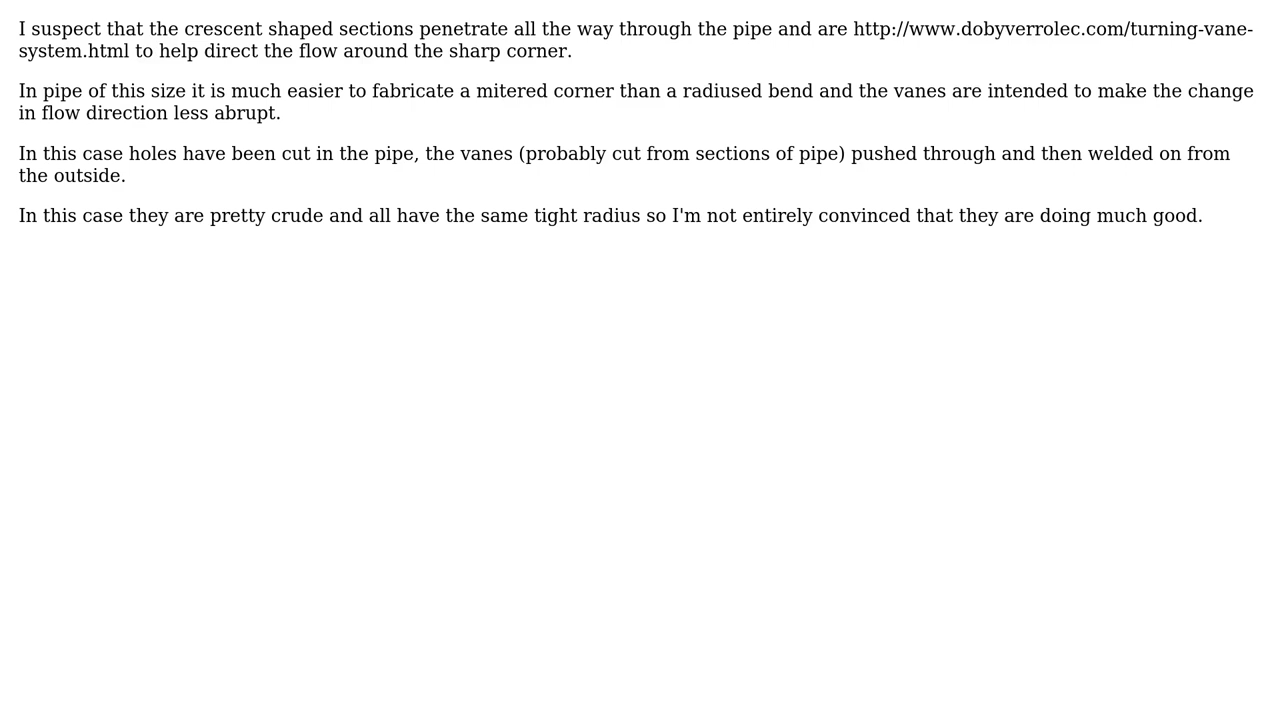 I suspect that the crescent shaped sections penetrate all the way through the pipe and are http://www.dobyverrolec.com/turning-vane-
system.html to help direct the flow around the sharp corner.
In pipe of this size it is much easier to fabricate a mitered corner than a radiused bend and the vanes are intended to make the change
in flow direction less abrupt.
In this case holes have been cut in the pipe, the vanes (probably cut from sections of pipe) pushed through and then welded on from
the outside.
In this case they are pretty crude and all have the same tight radius so I'm not entirely convinced that they are doing much good.